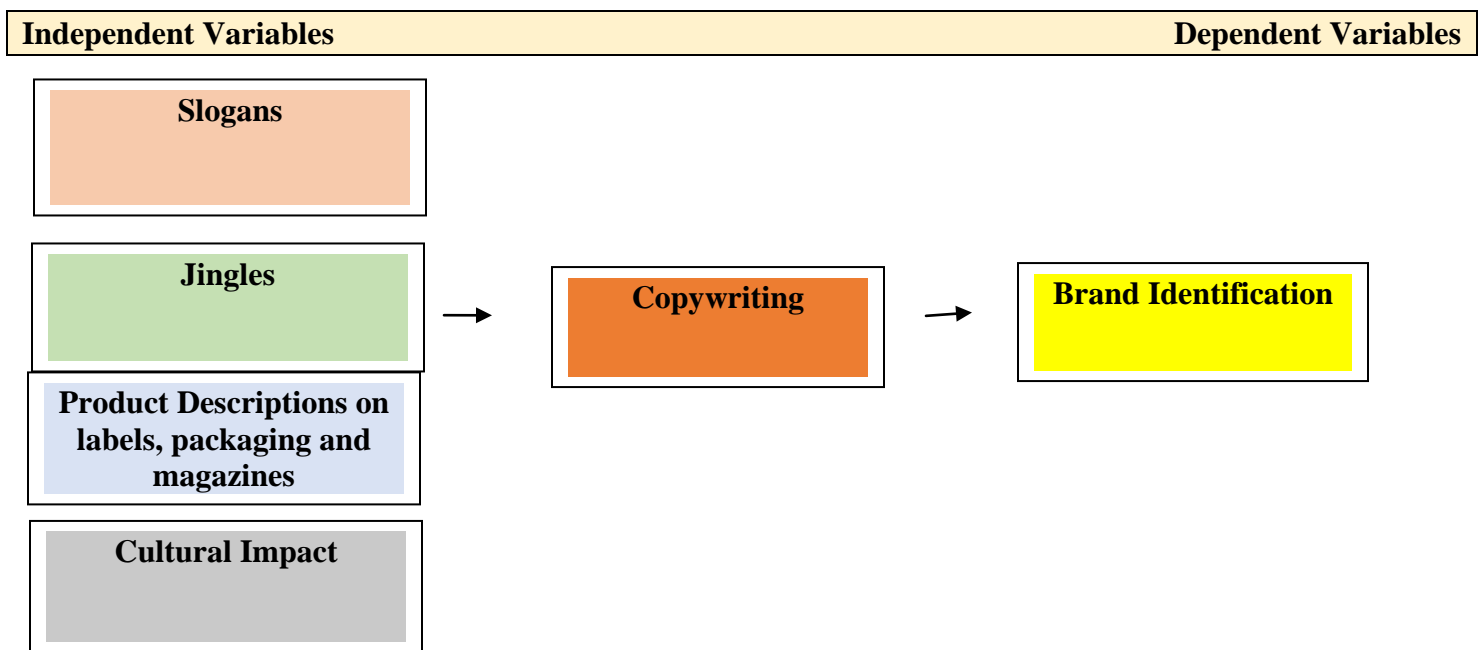 Independent Variables Dependent Variables
Slogans
Jingles
Product Descriptions on
labels, packaging and
magazines
Cultural Impact
Copywriting
Brand Identification